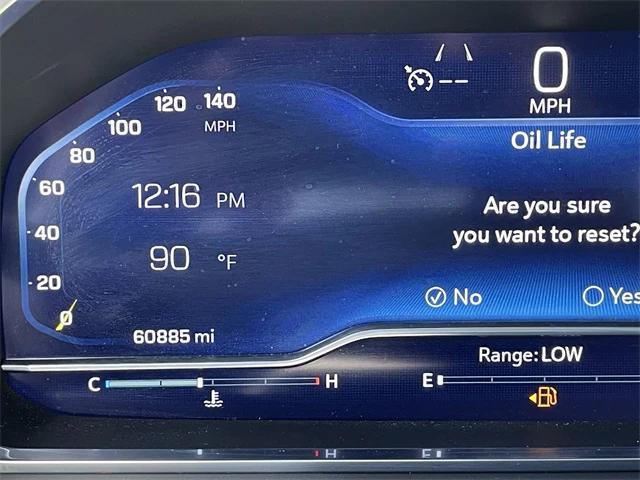 0
MPH
120 140
100 MPH
80
60
40
20
0
12:16 PM
90 °F
60885 mi
Oil Life
Are you sure
you want to reset?
No Yes
Range: LOW
C H E
H E